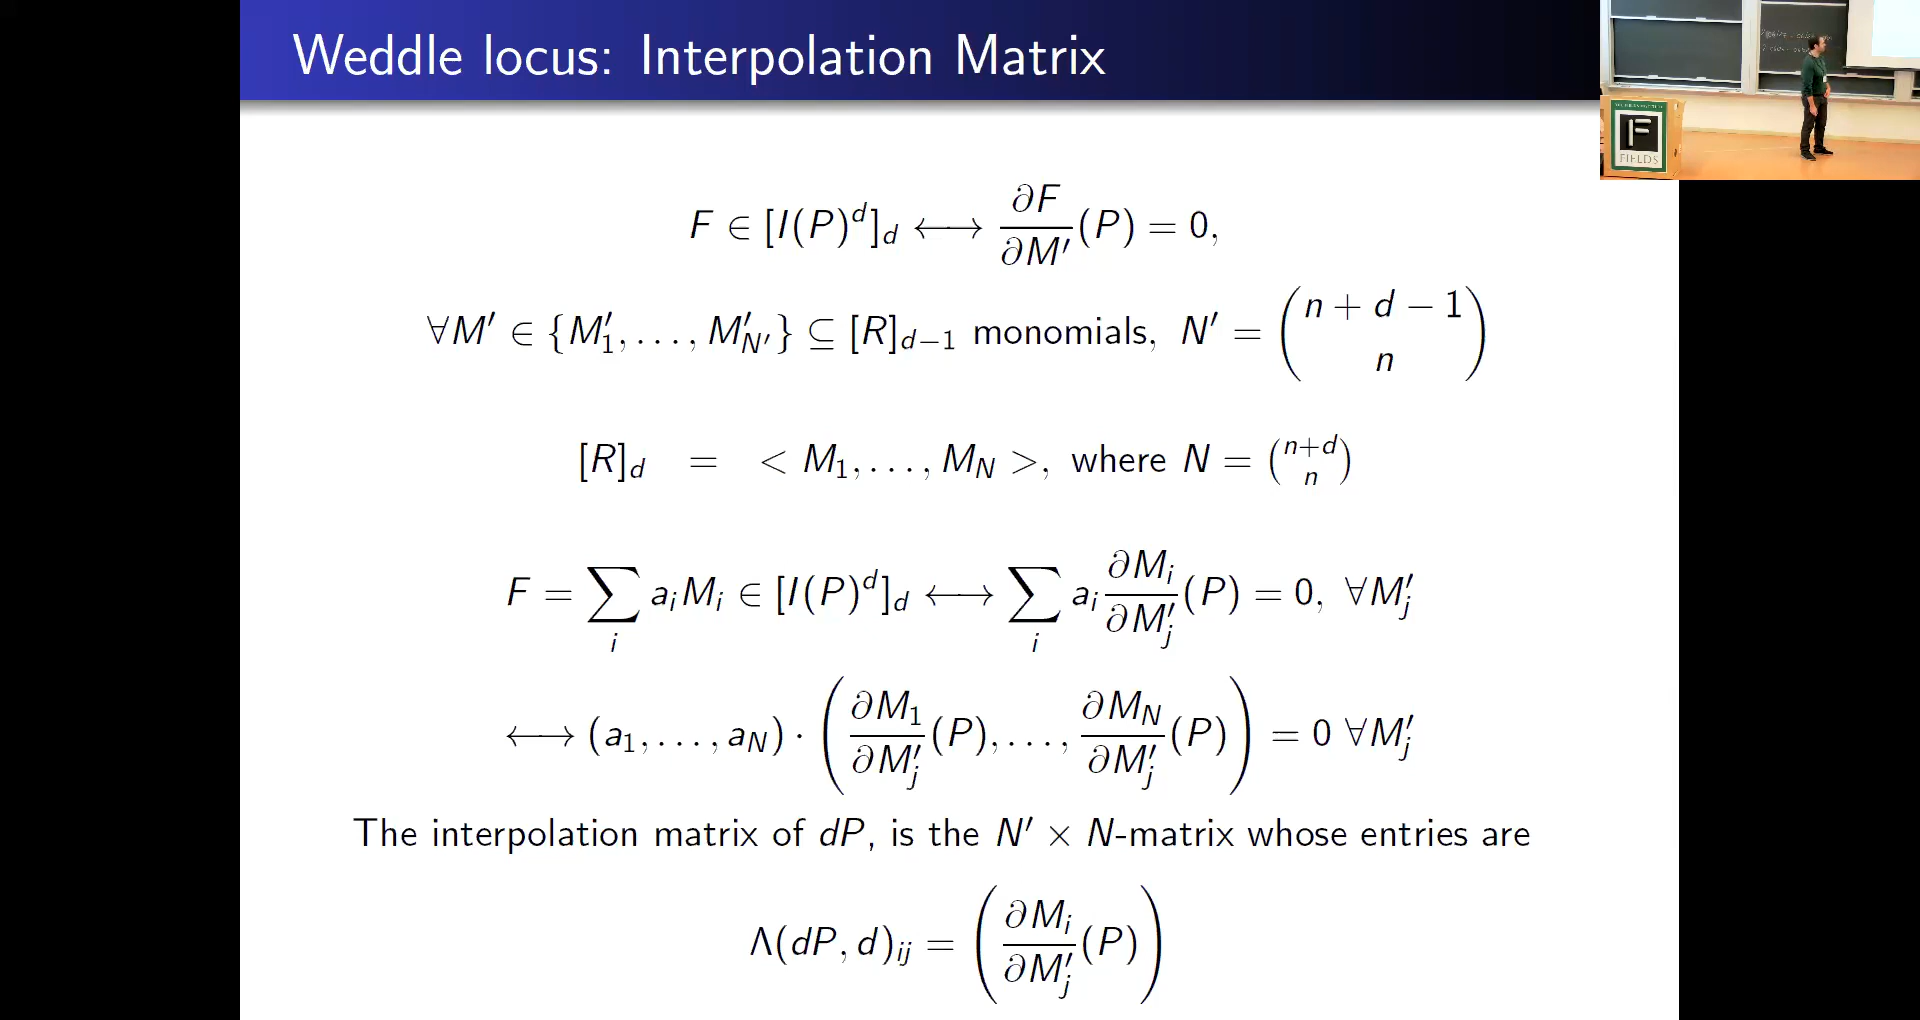 Weddle locus: Interpolation Matrix
F ∈ [I(P)^d]_d ⟷ ∂F/∂M′ (P) = 0,
∀M′ ∈ {M′_1, . . . , M′_{N′}} ⊆ [R]_{d−1} monomials, N′ = \binom{n + d − 1}{n}
[R]_d = < M_1, . . . , M_N >, where N = \binom{n+d}{n}
F = ∑_i a_i M_i ∈ [I(P)^d]_d ⟷ ∑_i a_i ∂M_i/∂M′_j (P) = 0, ∀M′_j
⟷ (a_1, . . . , a_N) · ( ∂M_1/∂M′_j (P), . . . , ∂M_N/∂M′_j (P) ) = 0 ∀M′_j
The interpolation matrix of dP, is the N′ × N-matrix whose entries are
Λ(dP, d)_{ij} = ( ∂M_i/∂M′_j (P) )
F
FIELDS